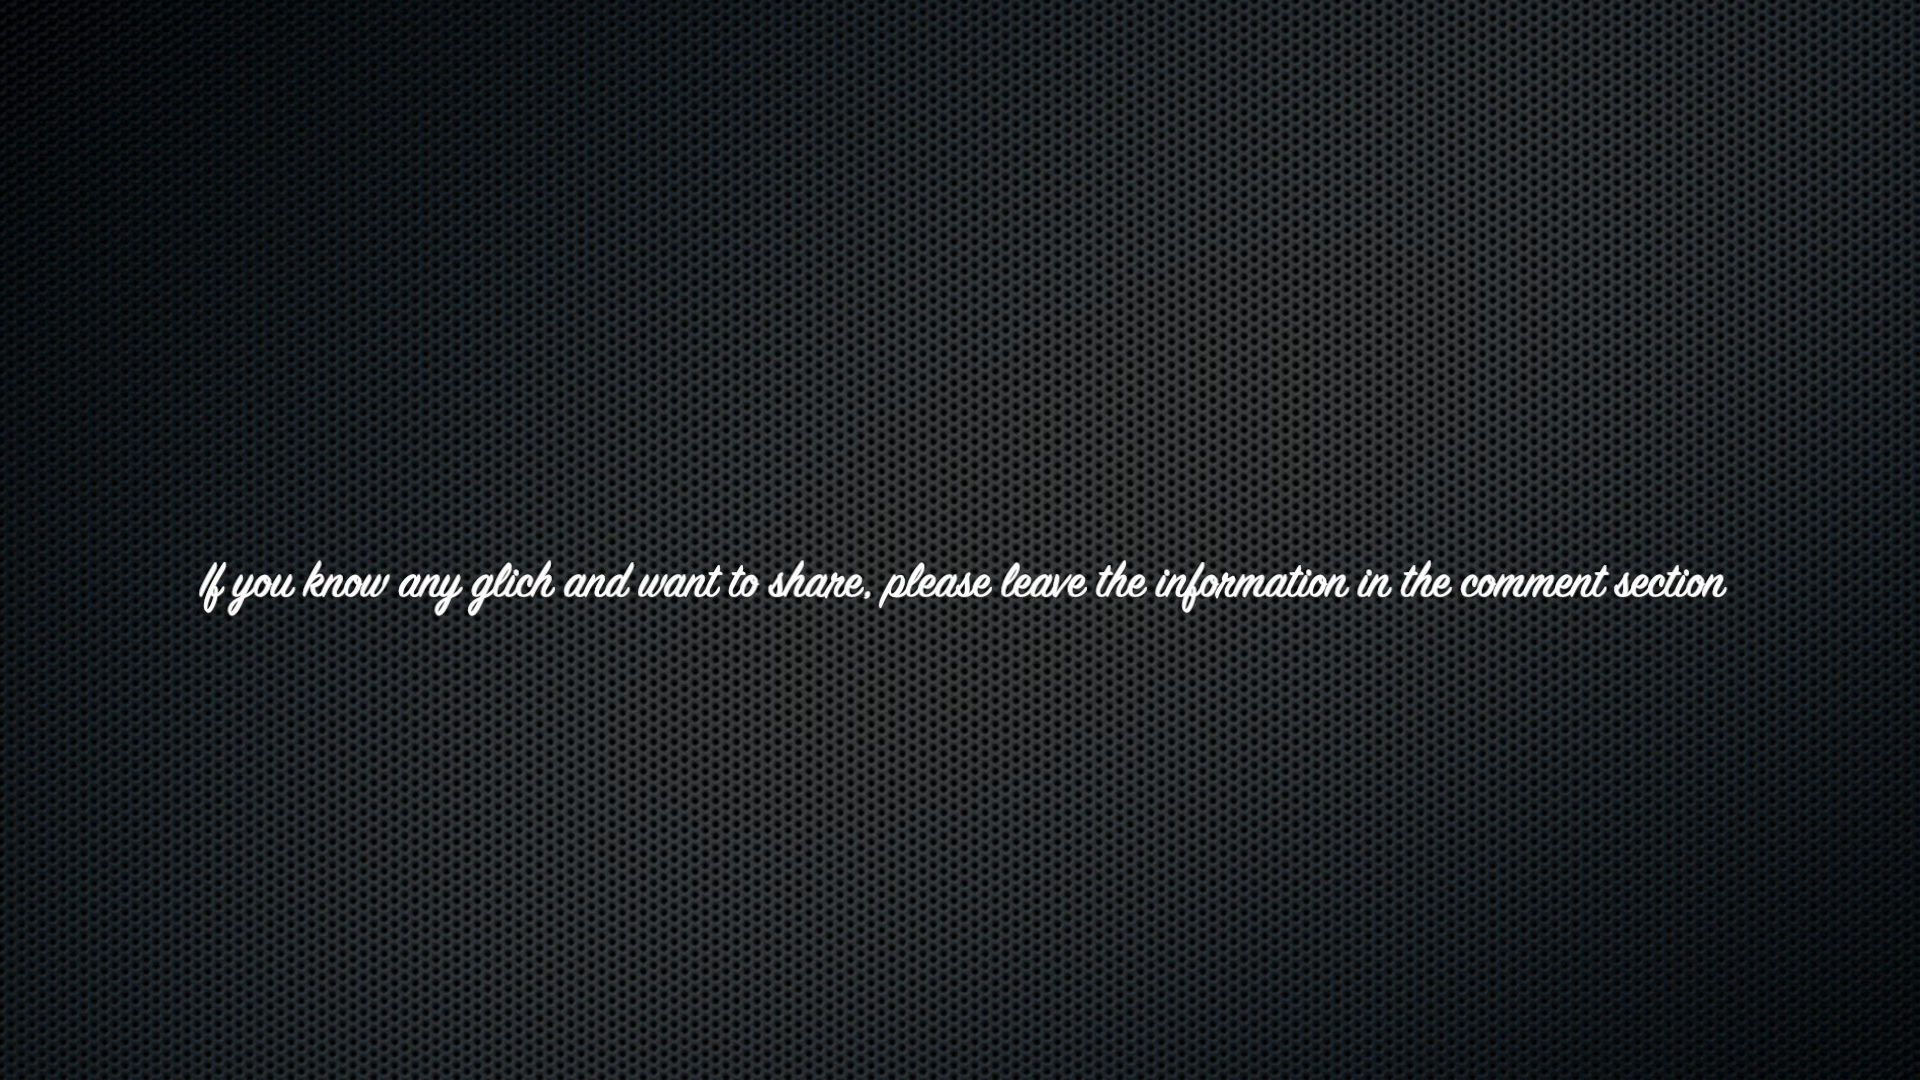 If you know any glich and want to share, please leave the information in the comment section